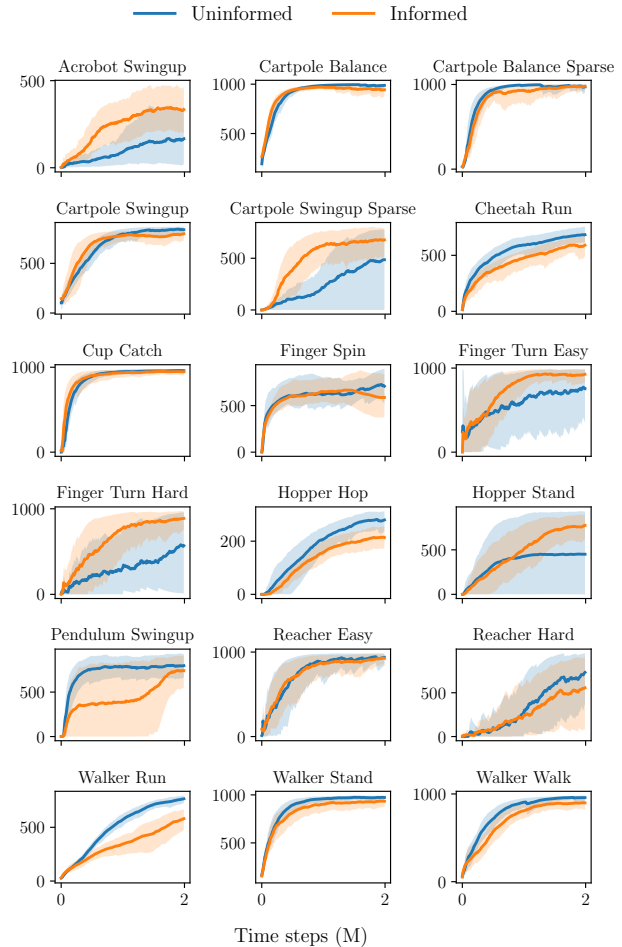 Uninformed Informed
Acrobot Swingup Cartpole Balance Cartpole Balance Sparse
500 1000 1000
500
0 0
Cartpole Swingup Cartpole Swingup Sparse Cheetah Run
500 500 500
0 0 0
Cup Catch Finger Spin Finger Turn Easy
1000 1000
500
0 0 0
Finger Turn Hard Hopper Hop Hopper Stand
1000
200 500
0 0 0
Pendulum Swingup Reacher Easy Reacher Hard
1000
500 500
0 0 0
Walker Run Walker Stand Walker Walk
1000 1000
500 500
0 0
0 2 0 2 0 2
Time steps (M)